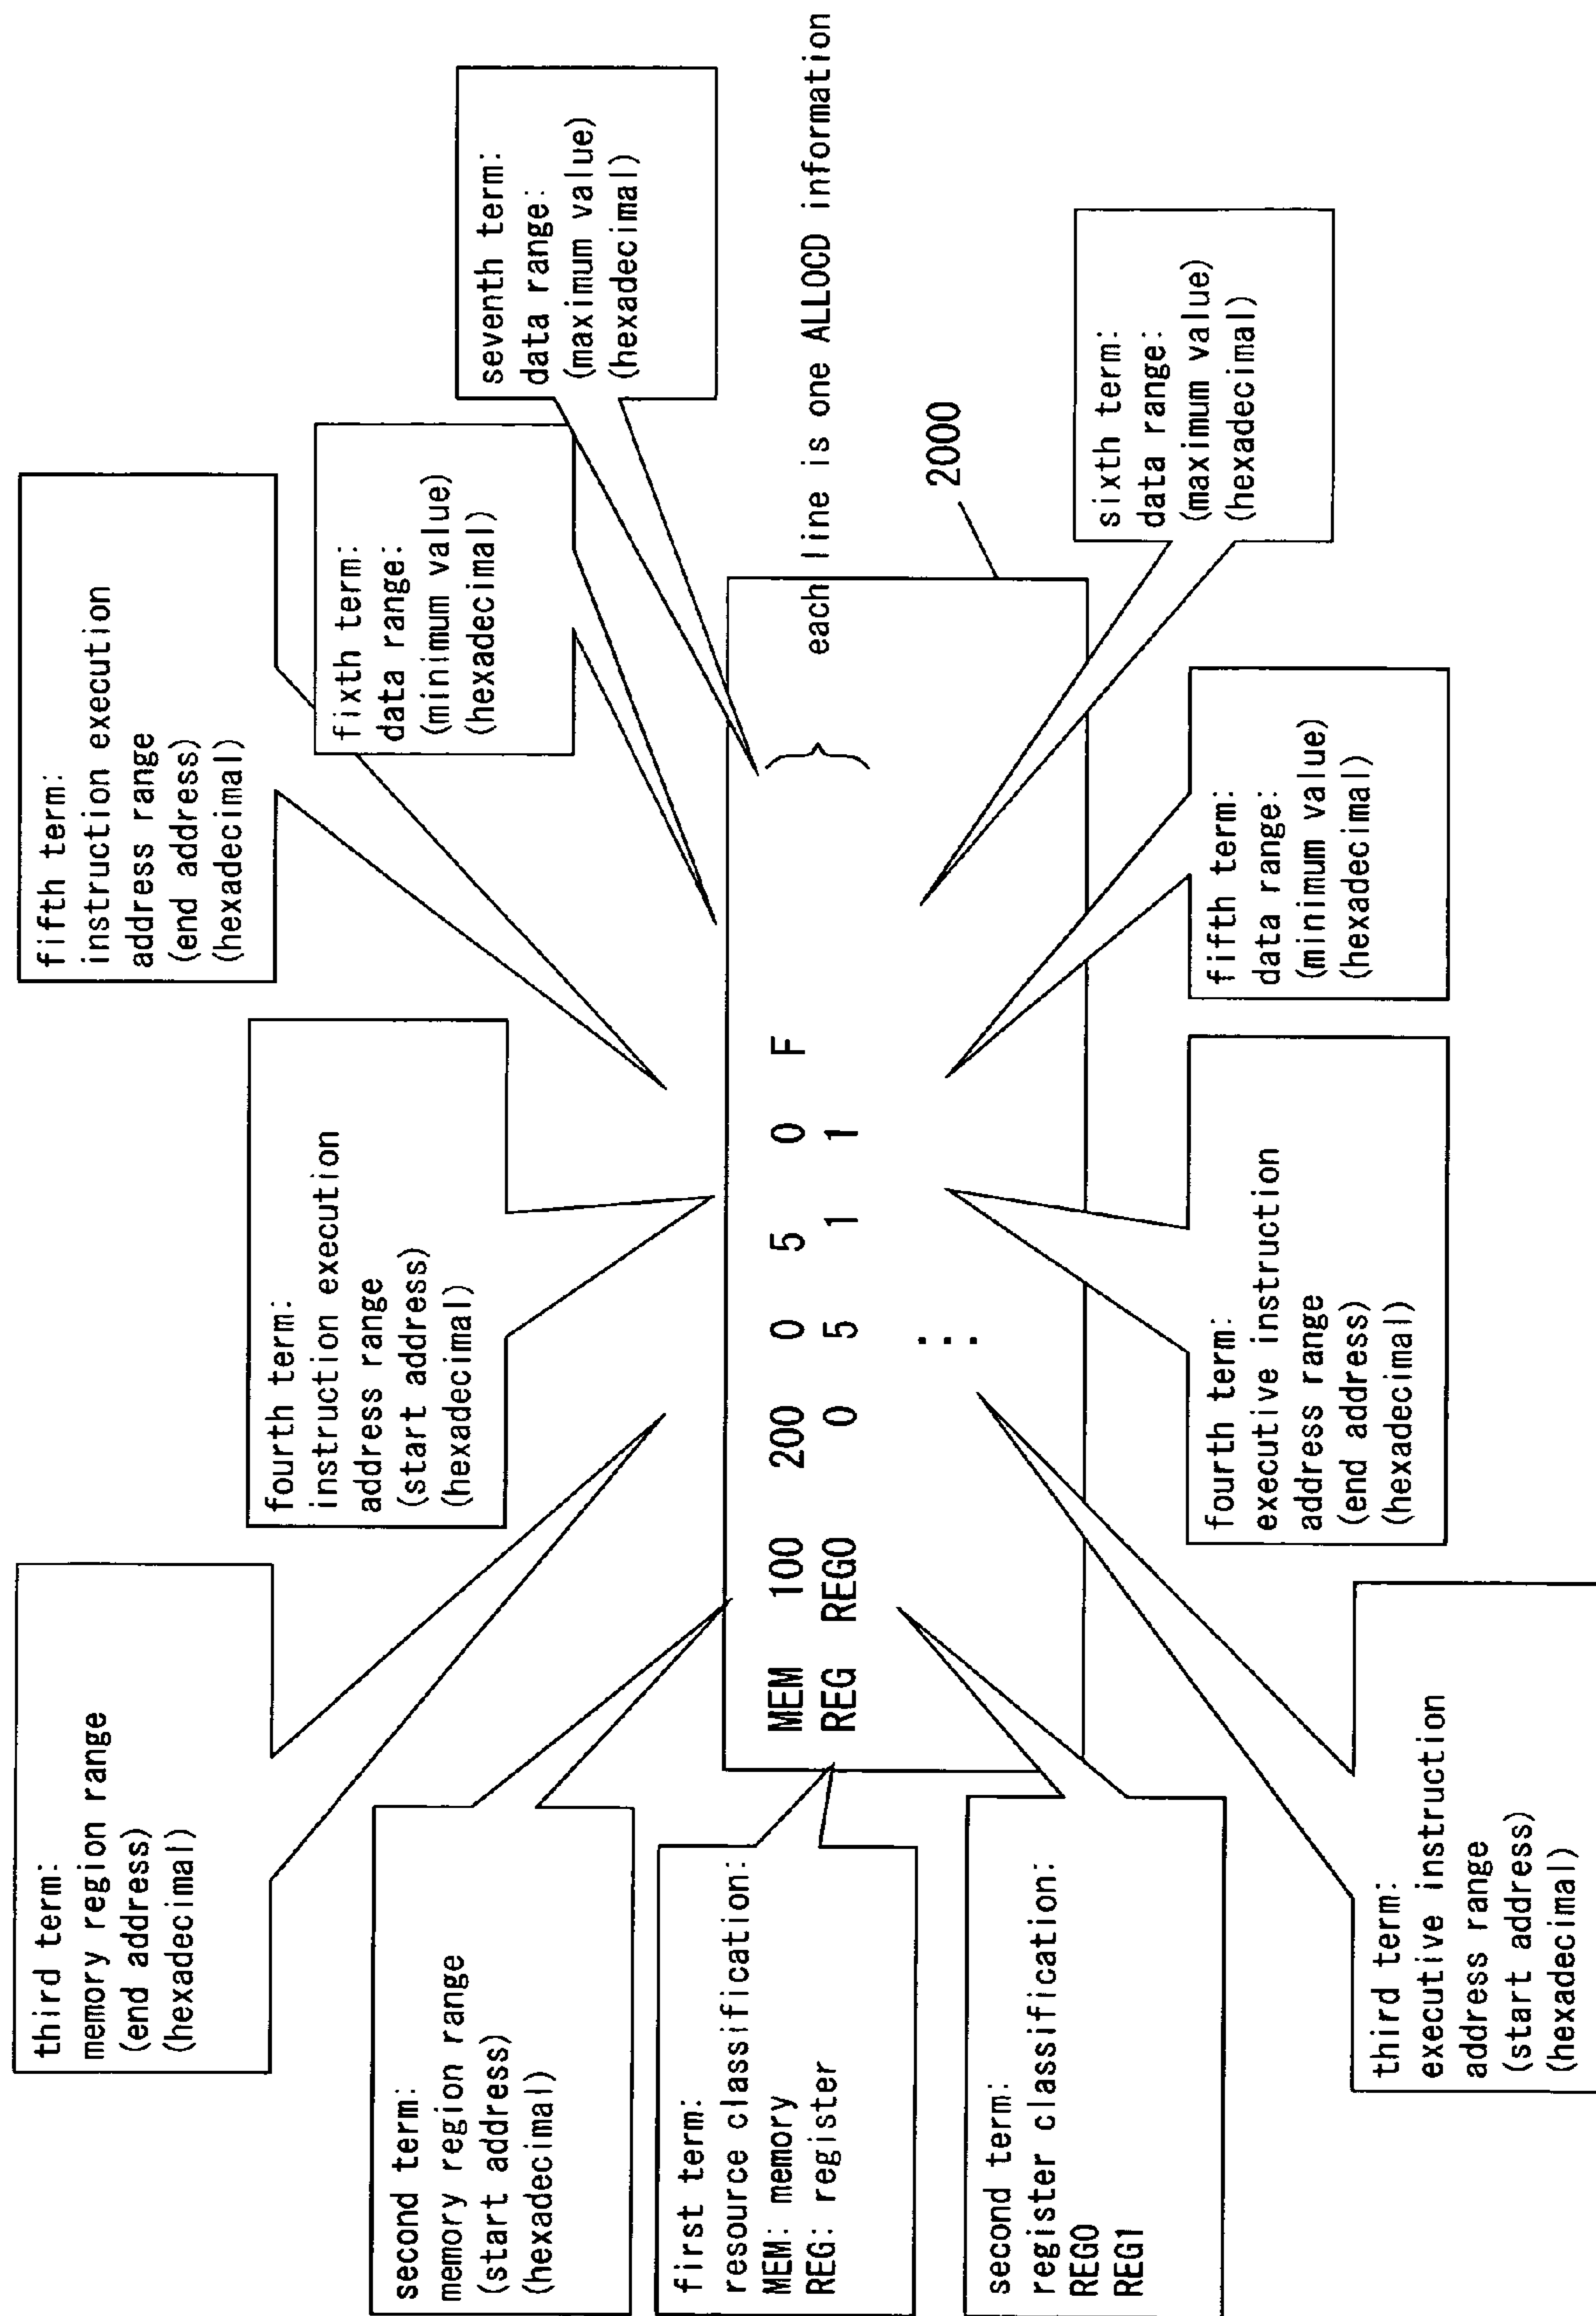 third term:
memory region range
(end address)
(hexadecimal)
fourth term:
instruction execution
address range
(start address)
(hexadecimal)
fifth term:
instruction execution
address range
(end address)
(hexadecimal)
second term:
memory region range
(start address)
(hexadecimal)
fixth term:
data range:
(minimum value)
(hexadecimal)
seventh term:
data range:
(maximum value)
(hexadecimal)
first term:
resource classification:
MEM: memory
REG: register
MEM 100 200 0 5 0 F
REG REG0 0 5 1 1
⋮
each line is one ALLOCD information
2000
second term:
register classification:
REG0
REG1
third term:
executive instruction
address range
(start address)
(hexadecimal)
fourth term:
executive instruction
address range
(end address)
(hexadecimal)
fifth term:
data range:
(minimum value)
(hexadecimal)
sixth term:
data range:
(maximum value)
(hexadecimal)